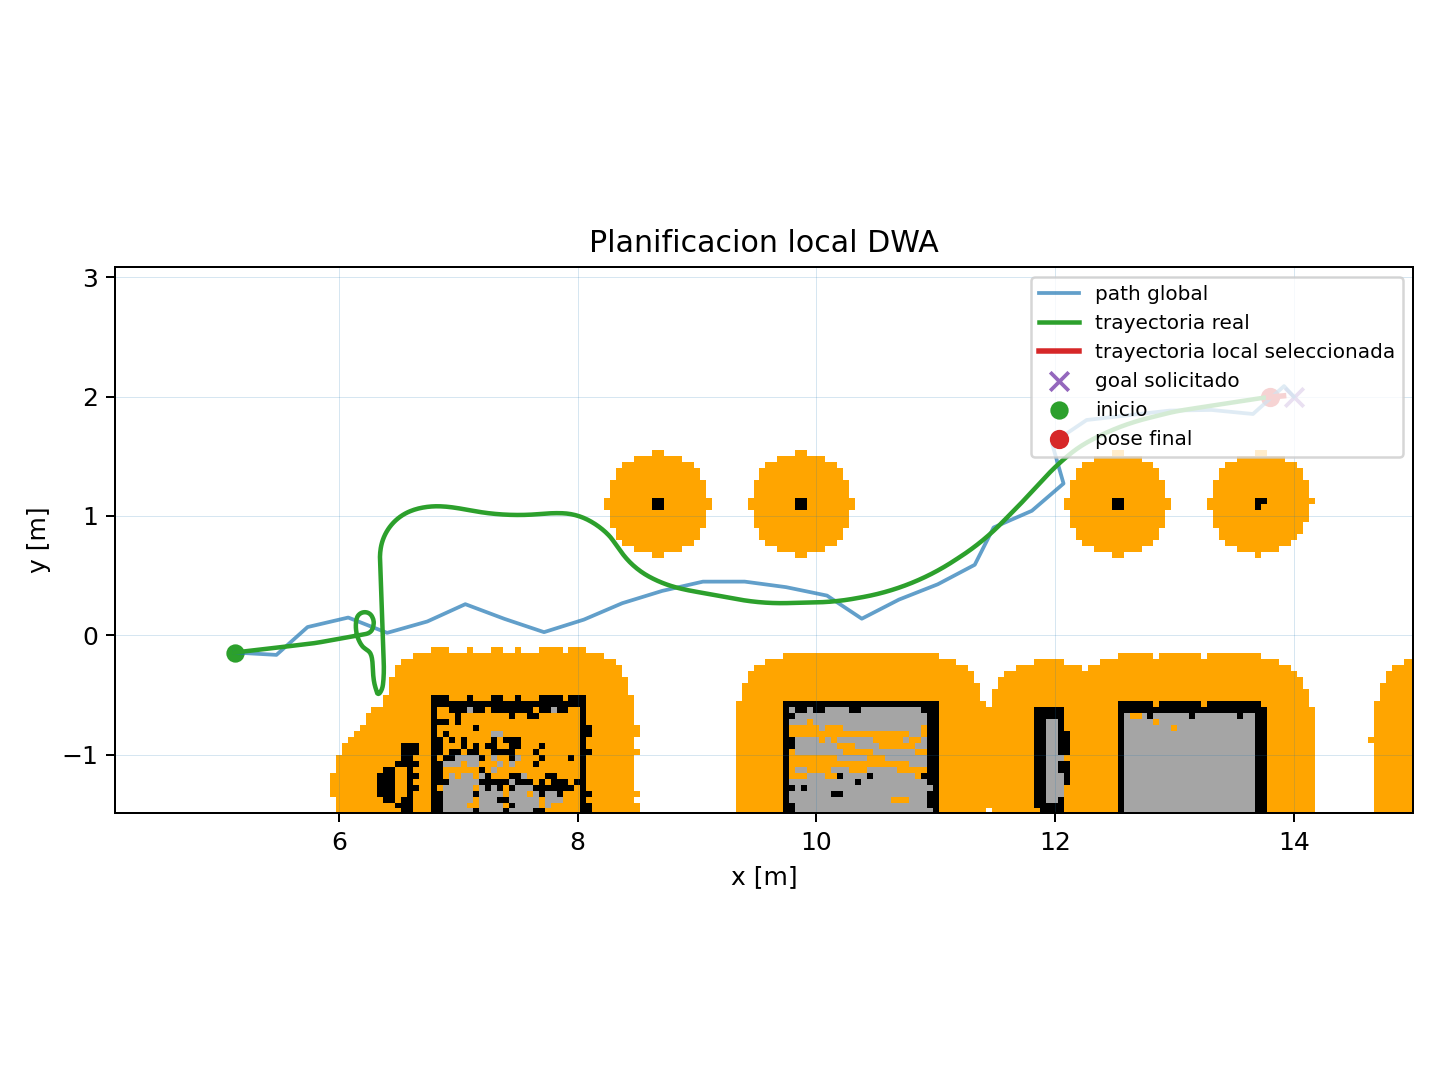 Planificacion local DWA
3
2
1
0
−1
y [m]
path global
trayectoria real
trayectoria local seleccionada
goal solicitado
inicio
pose final
6
8
10
12
14
x [m]